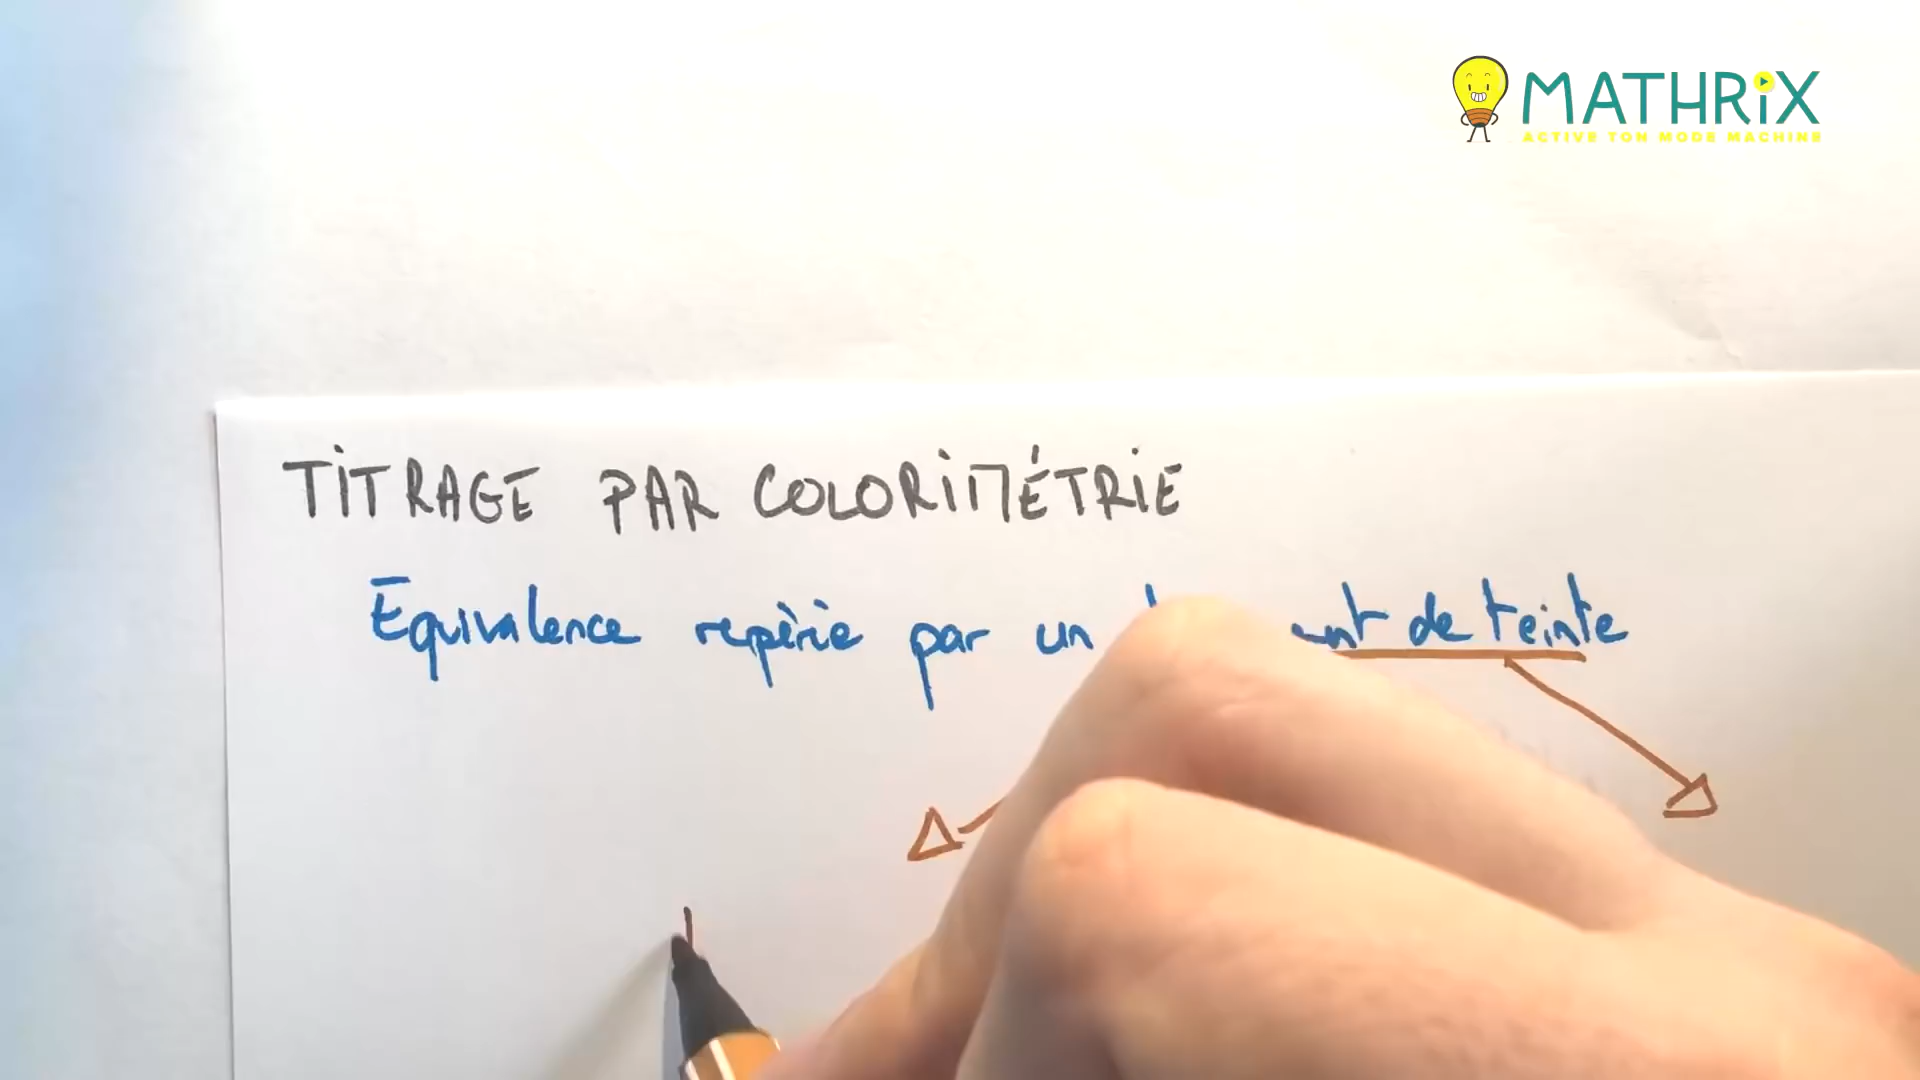 MATHRiX
ACTIVE TON MODE MACHINE
TiTRAGE PAR COLORiMÉTRiE
Equivalence repérée par un de teinte